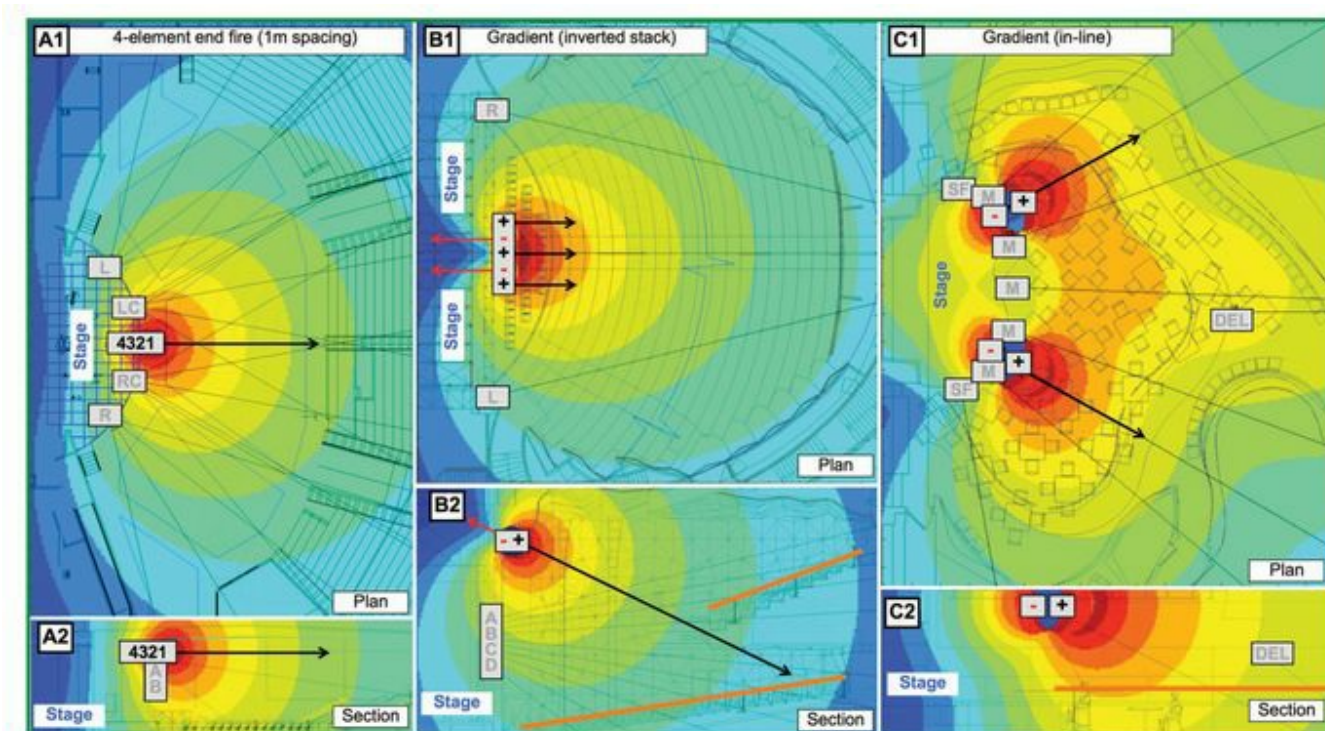 A1
4-element end fire (1m spacing)
L
LC
Stage
4321
RC
R
Plan
A2
4321
A
B
Stage
Section
B1
Gradient (inverted stack)
R
Stage
+
-
+
-
+
Stage
L
Plan
B2
- +
A
B
C
D
Stage
Section
C1
Gradient (in-line)
SF
M
+
-
M
Stage
M
DEL
M
-
+
M
SF
Plan
C2
- +
DEL
Stage
Section